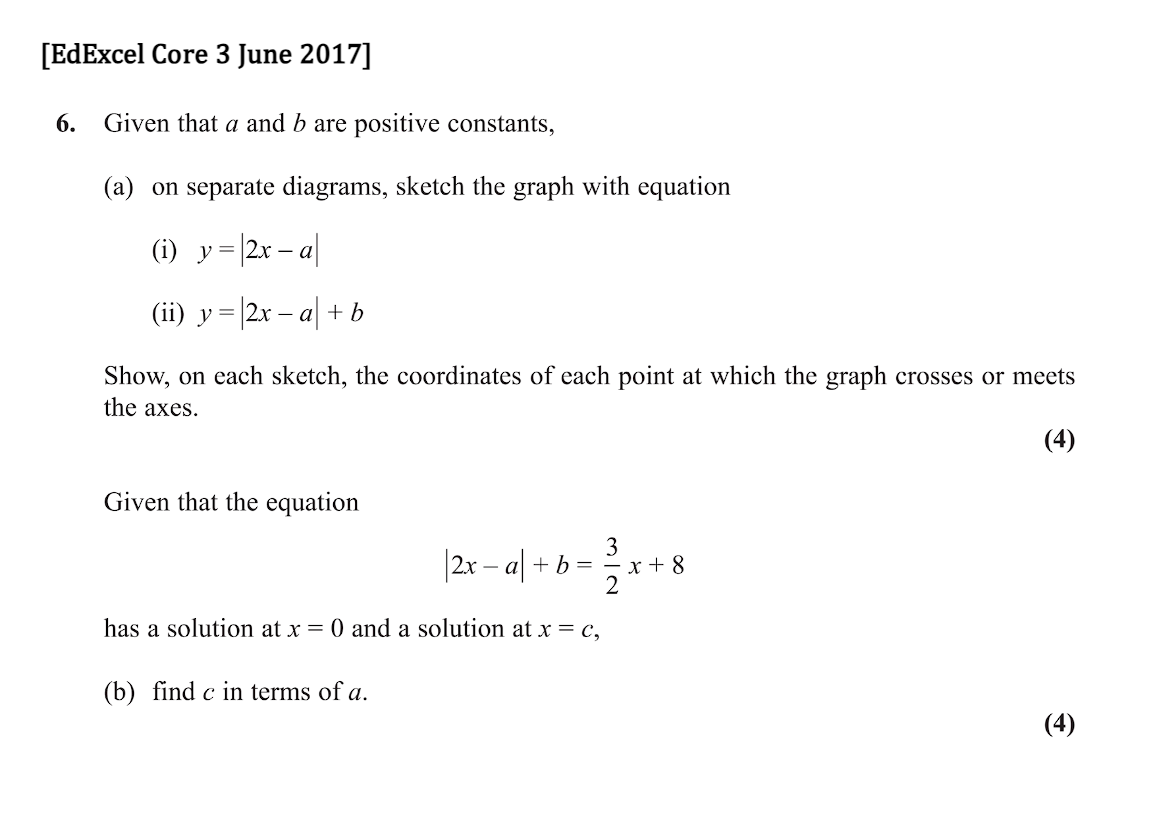 [EdExcel Core 3 June 2017]
6. Given that a and b are positive constants,
(a) on separate diagrams, sketch the graph with equation
(i) y = |2x – a|
(ii) y = |2x – a| + b
Show, on each sketch, the coordinates of each point at which the graph crosses or meets
the axes.
(4)
Given that the equation
|2x – a| + b = 3/2 x + 8
has a solution at x = 0 and a solution at x = c,
(b) find c in terms of a.
(4)